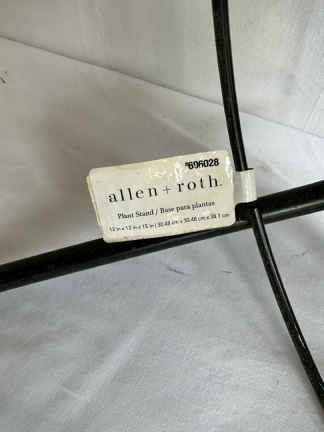 #696028
allen + roth.
Plant Stand / Base para plantas
12 in x 12 in x 15 in | 30.48 cm x 30.48 cm x 38.1 cm